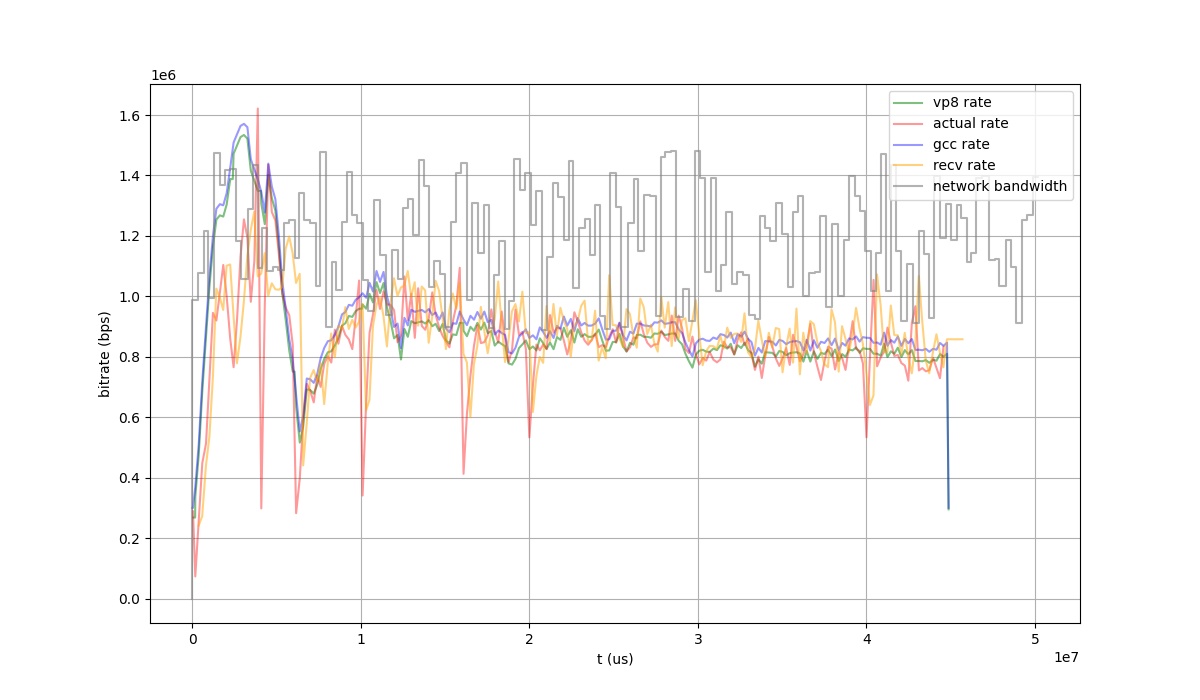 1e6
1.6
1.4
1.2
1.0
0.8
0.6
0.4
0.2
0.0
bitrate (bps)
vp8 rate
actual rate
gcc rate
recv rate
network bandwidth
0 1 2 3 4 5
t (us)
1e7